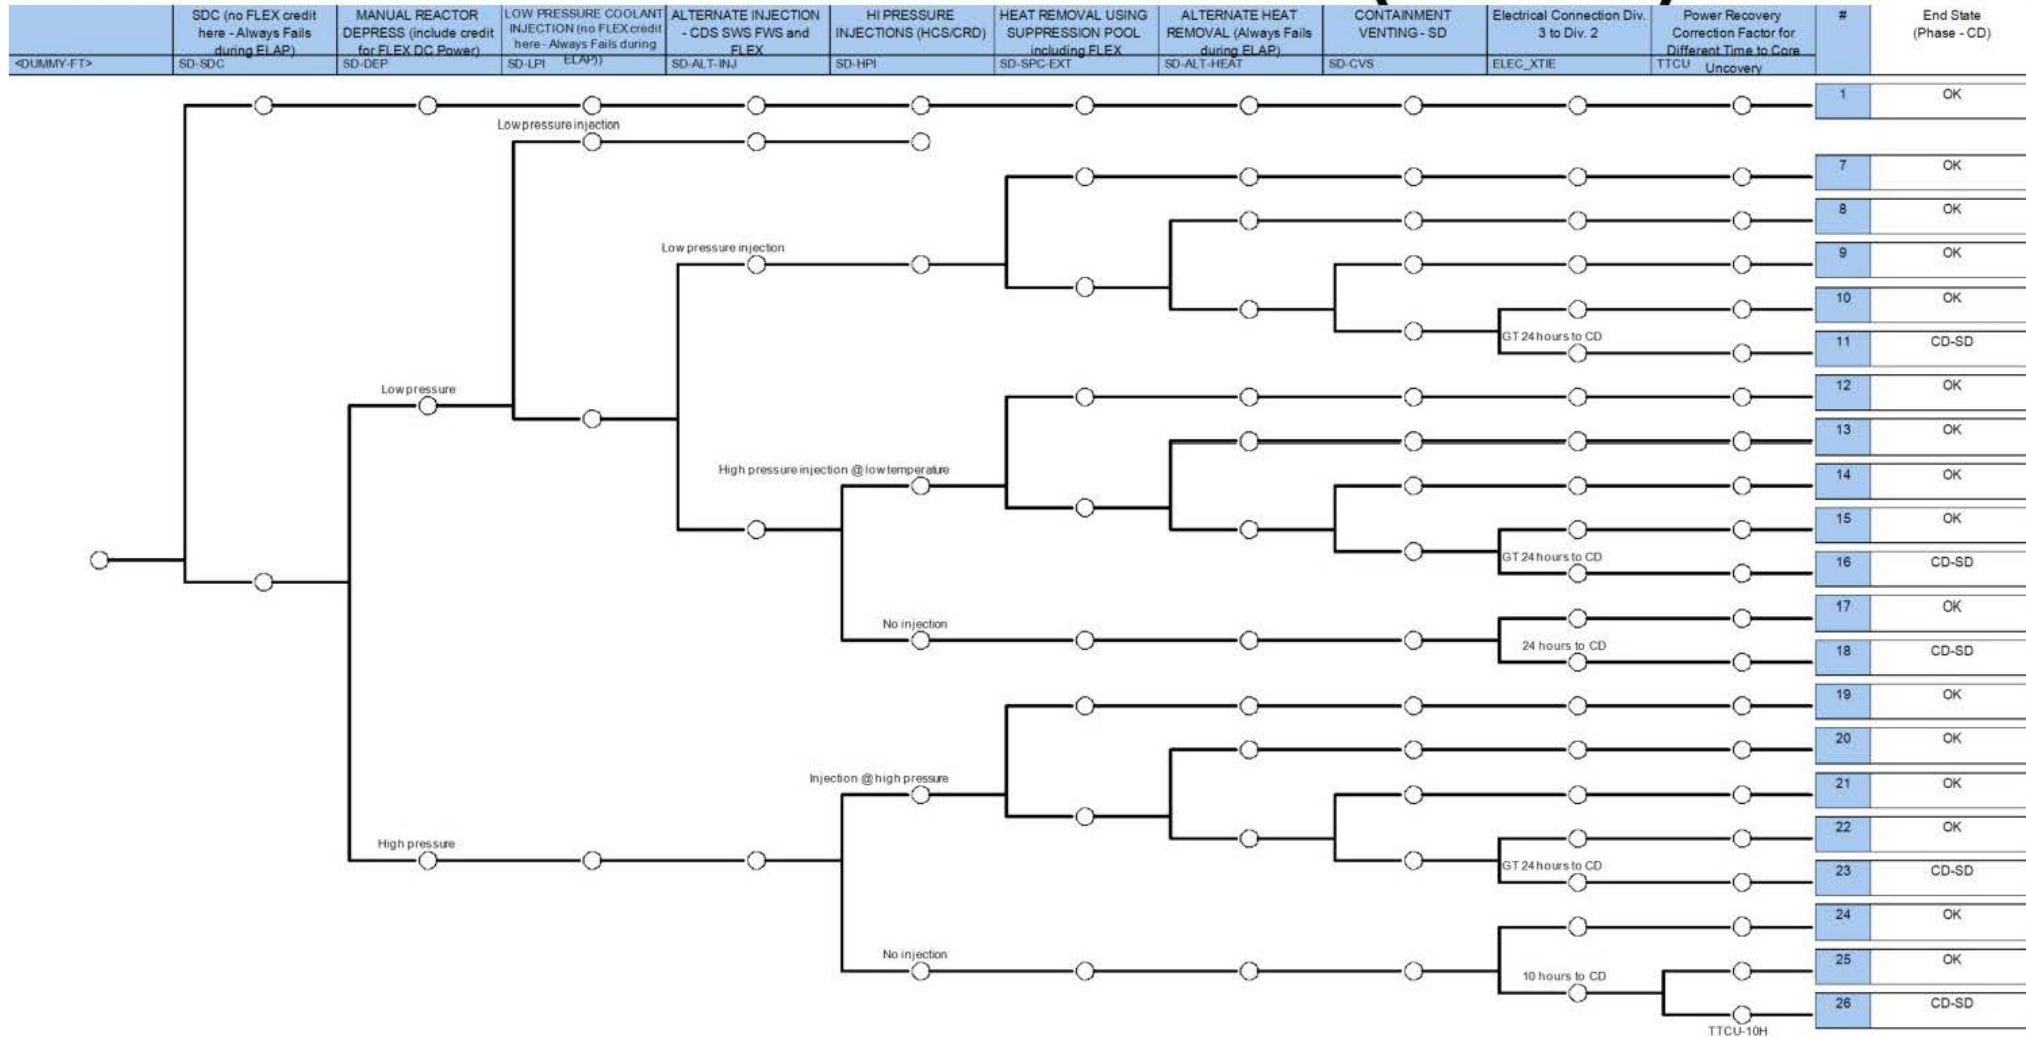 SDC (no FLEX credit
here - Always Fails
during ELAP)
MANUAL REACTOR
DEPRESS (include credit
for FLEX DC Power)
LOW PRESSURE COOLANT
INJECTION (no FLEX credit
here - Always Fails during
ELAP))
ALTERNATE INJECTION
- CDS SWS FWS and
FLEX
HI PRESSURE
INJECTIONS (HCS/CRD)
HEAT REMOVAL USING
SUPPRESSION POOL
including FLEX
ALTERNATE HEAT
REMOVAL (Always Fails
during ELAP)
CONTAINMENT
VENTING - SD
Electrical Connection Div.
3 to Div. 2
Power Recovery
Correction Factor for
Different Time to Core
Uncovery
#
End State
(Phase - CD)
<DUMMY-FT>
SD-SDC
SD-DEP
SD-LPI
SD-ALT-INJ
SD-HPI
SD-SPC-EXT
SD-ALT-HEAT
SD-CVS
ELEC_XTIE
TTCU
1 OK
Low pressure injection
7 OK
8 OK
Low pressure injection
9 OK
10 OK
GT 24 hours to CD
11 CD-SD
Low pressure
12 OK
13 OK
High pressure injection @ low temperature
14 OK
15 OK
GT 24 hours to CD
16 CD-SD
17 OK
No injection
24 hours to CD
18 CD-SD
19 OK
20 OK
Injection @ high pressure
21 OK
22 OK
High pressure
GT 24 hours to CD
23 CD-SD
24 OK
No injection
25 OK
10 hours to CD
26 CD-SD
TTCU-10H